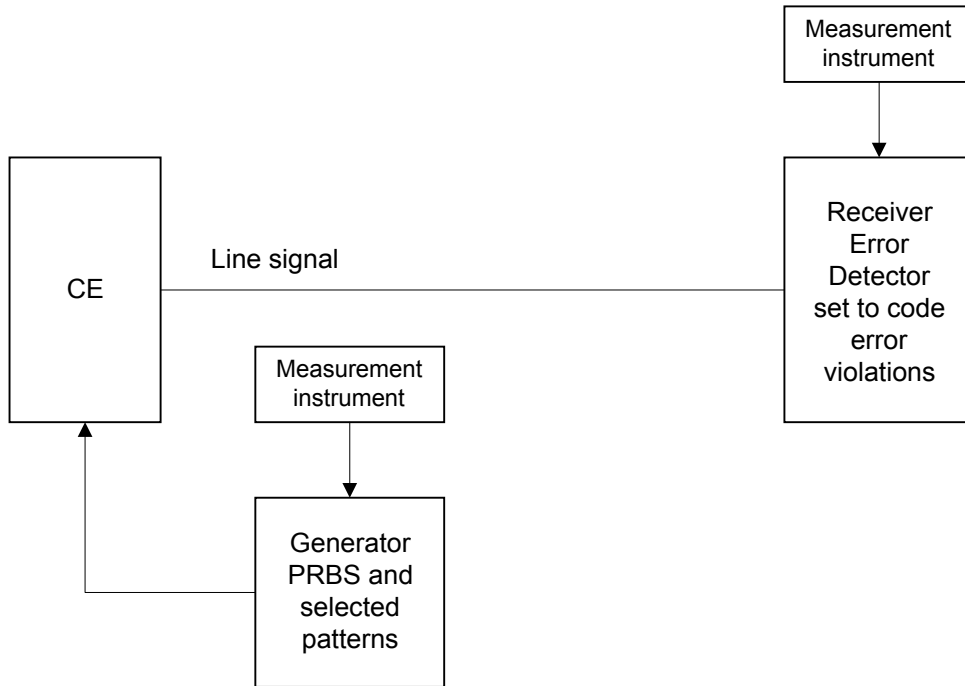 Measurement
instrument
CE
Line signal
Receiver
Error
Detector
set to code
error
violations
Measurement
instrument
Generator
PRBS and
selected
patterns